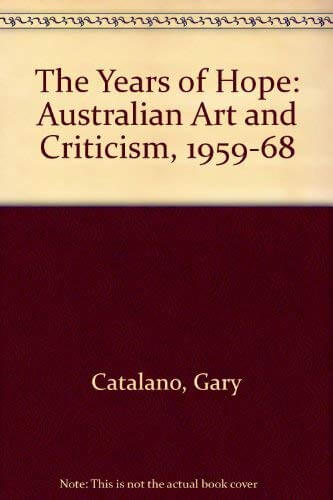 The Years of Hope:
Australian Art and
Criticism, 1959-68
Catalano, Gary
Note: This is not the actual book cover